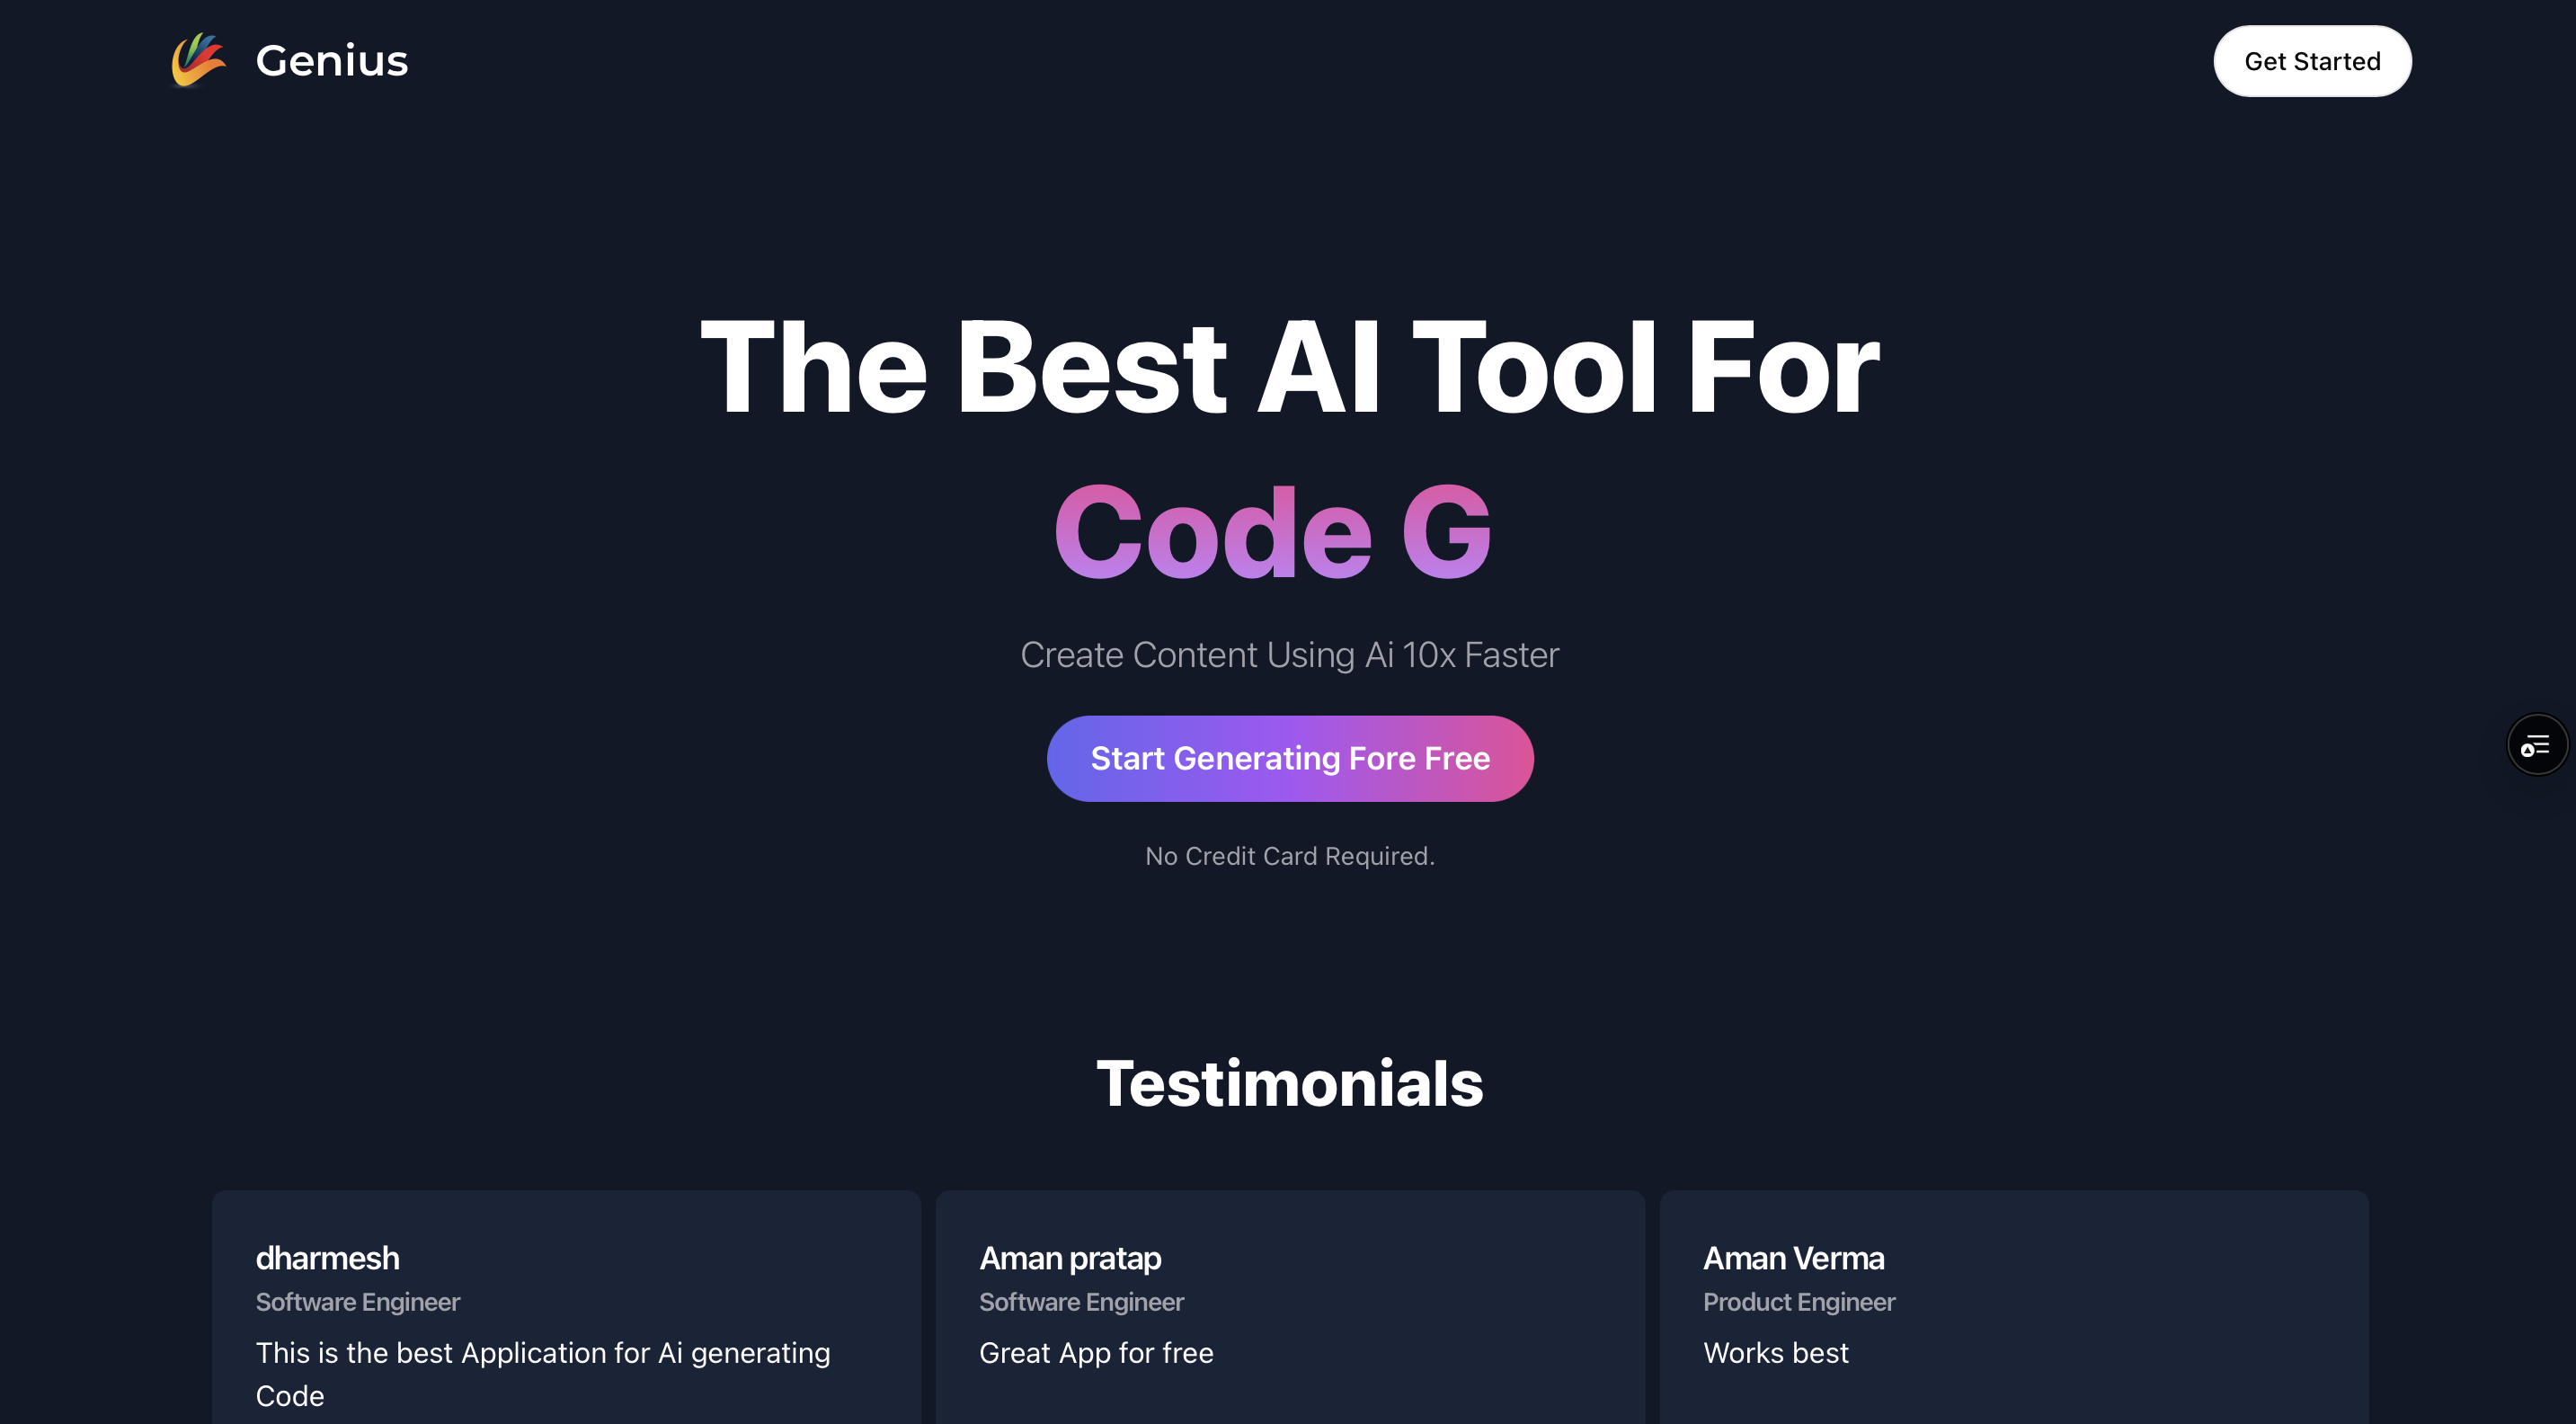 Genius
Get Started
The Best AI Tool For
Code G
Create Content Using Ai 10x Faster
Start Generating Fore Free
No Credit Card Required.
Testimonials
dharmesh
Software Engineer
This is the best Application for Ai generating
Code
Aman pratap
Software Engineer
Great App for free
Aman Verma
Product Engineer
Works best